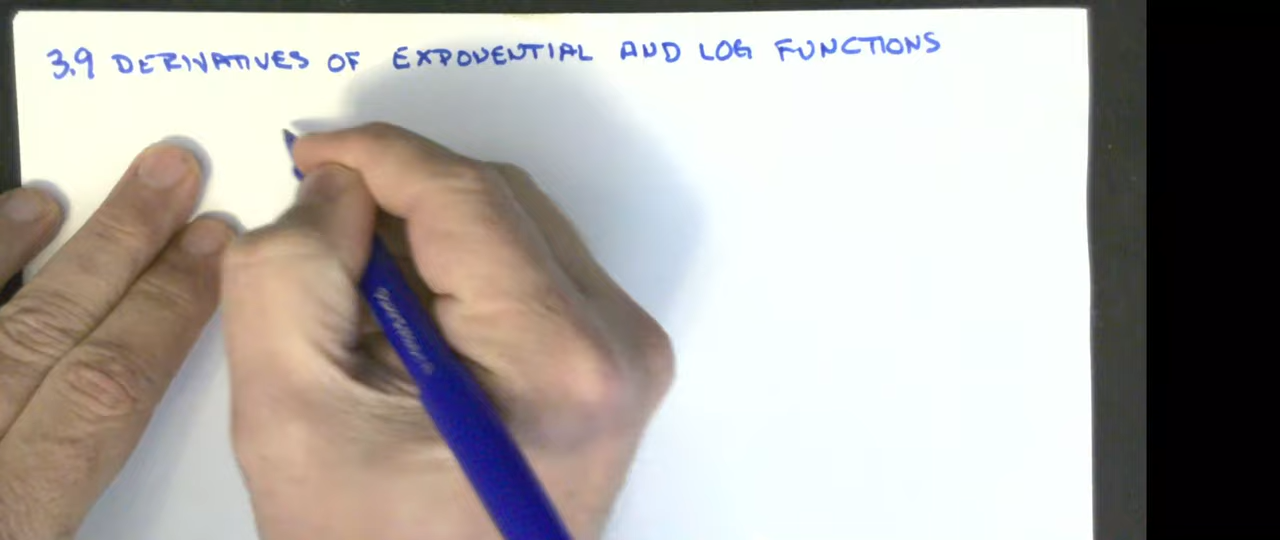 3.9 DERIVATIVES OF EXPONENTIAL AND LOG FUNCTIONS